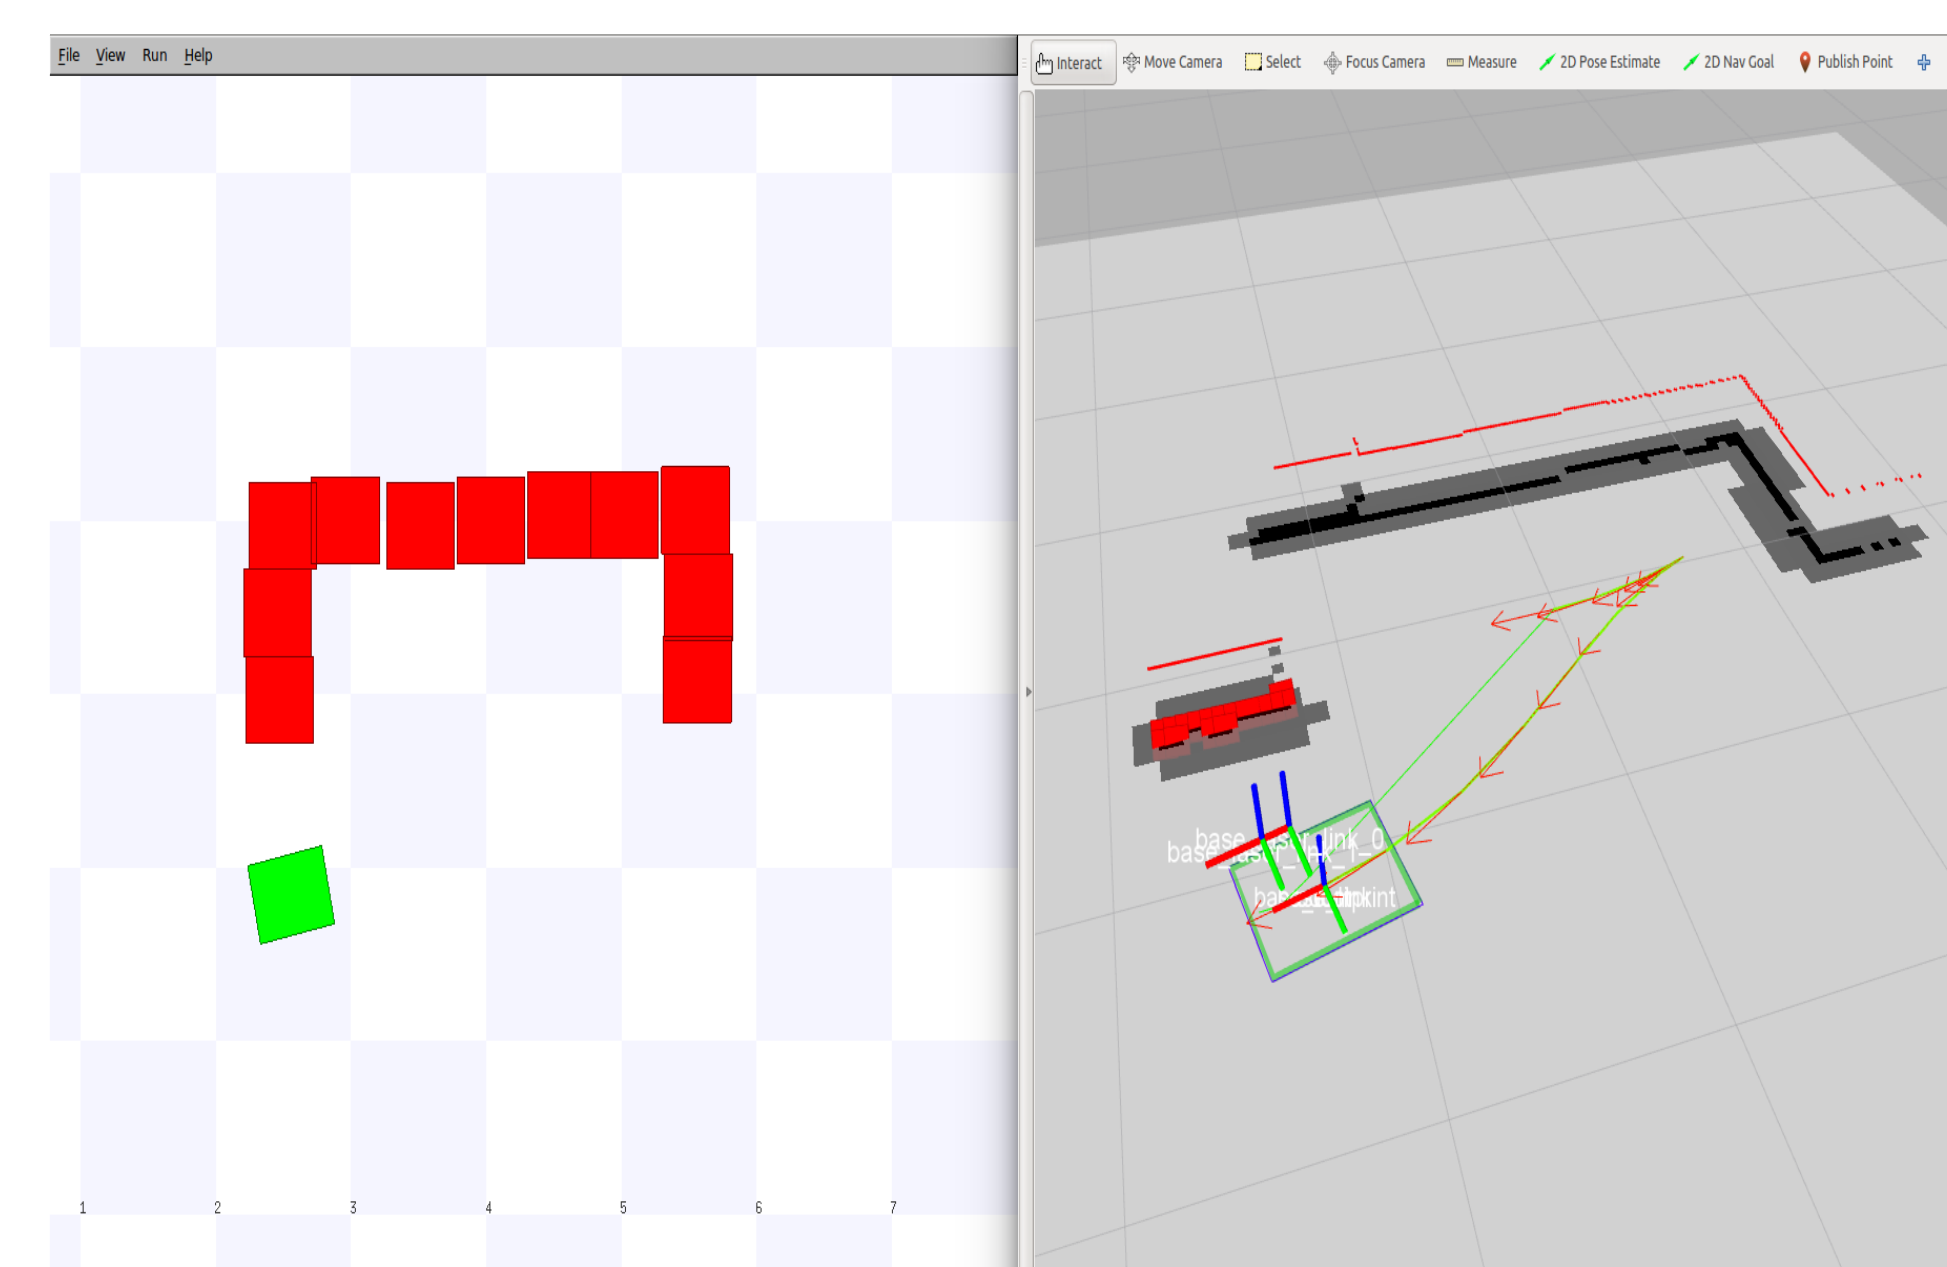 File View Run Help
Interact Move Camera Select Focus Camera Measure 2D Pose Estimate 2D Nav Goal Publish Point
1 2 3 4 5 6 7